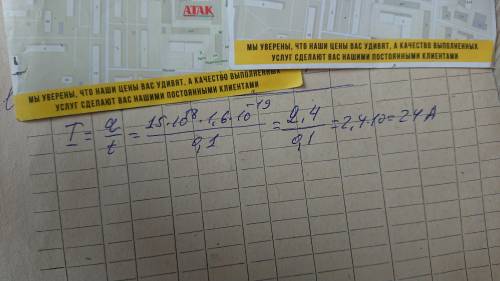 АТАК
МЫ УВЕРЕНЫ, ЧТО НАШИ ЦЕНЫ ВАС УДИВЯТ, А КАЧЕСТВО ВЫПОЛНЕННЫХ
УСЛУГ СДЕЛАЮТ ВАС НАШИМИ ПОСТОЯННЫМИ КЛИЕНТАМИ
МЫ УВЕРЕНЫ, ЧТО НАШИ ЦЕНЫ ВАС УДИВЯТ, А КАЧЕСТВО ВЫПОЛНЕННЫХ
УСЛУГ СДЕЛАЮТ ВАС НАШИМИ ПОСТОЯННЫМИ КЛИЕНТАМИ
I = q/t = 15·10¹⁸·1,6·10⁻¹⁹/0,1 = 2,4/0,1 = 2,4·10 = 24 А